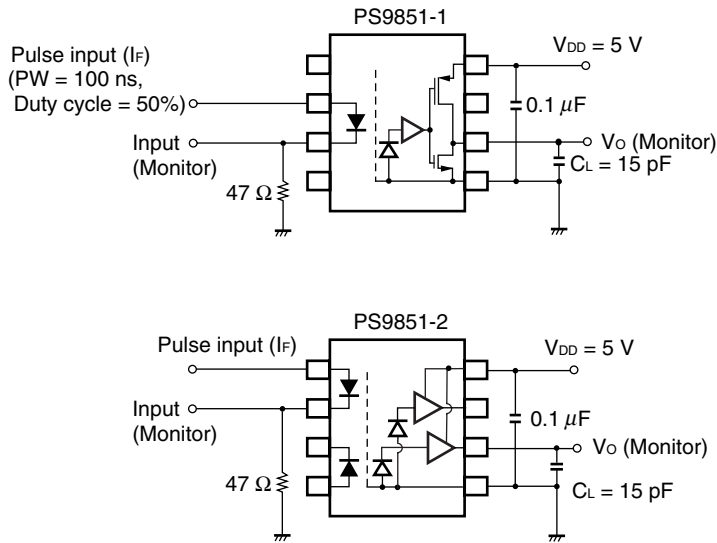 PS9851-1
Pulse input (IF)
(PW = 100 ns,
Duty cycle = 50%)
Input
(Monitor)
47 Ω
VDD = 5 V
0.1 μF
VO (Monitor)
CL = 15 pF
PS9851-2
Pulse input (IF)
Input
(Monitor)
47 Ω
VDD = 5 V
0.1 μF
VO (Monitor)
CL = 15 pF